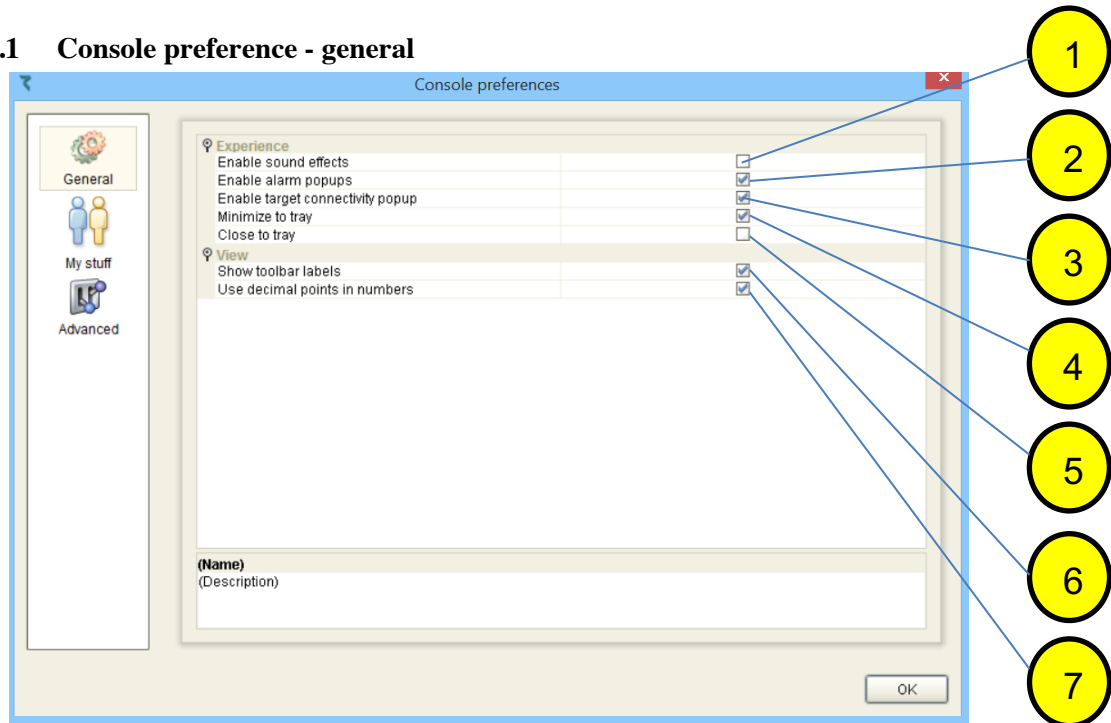 .1 Console preference - general
Console preferences
General
My stuff
Advanced
Experience
Enable sound effects
Enable alarm popups
Enable target connectivity popup
Minimize to tray
Close to tray
View
Show toolbar labels
Use decimal points in numbers
(Name)
(Description)
OK
1
2
3
4
5
6
7